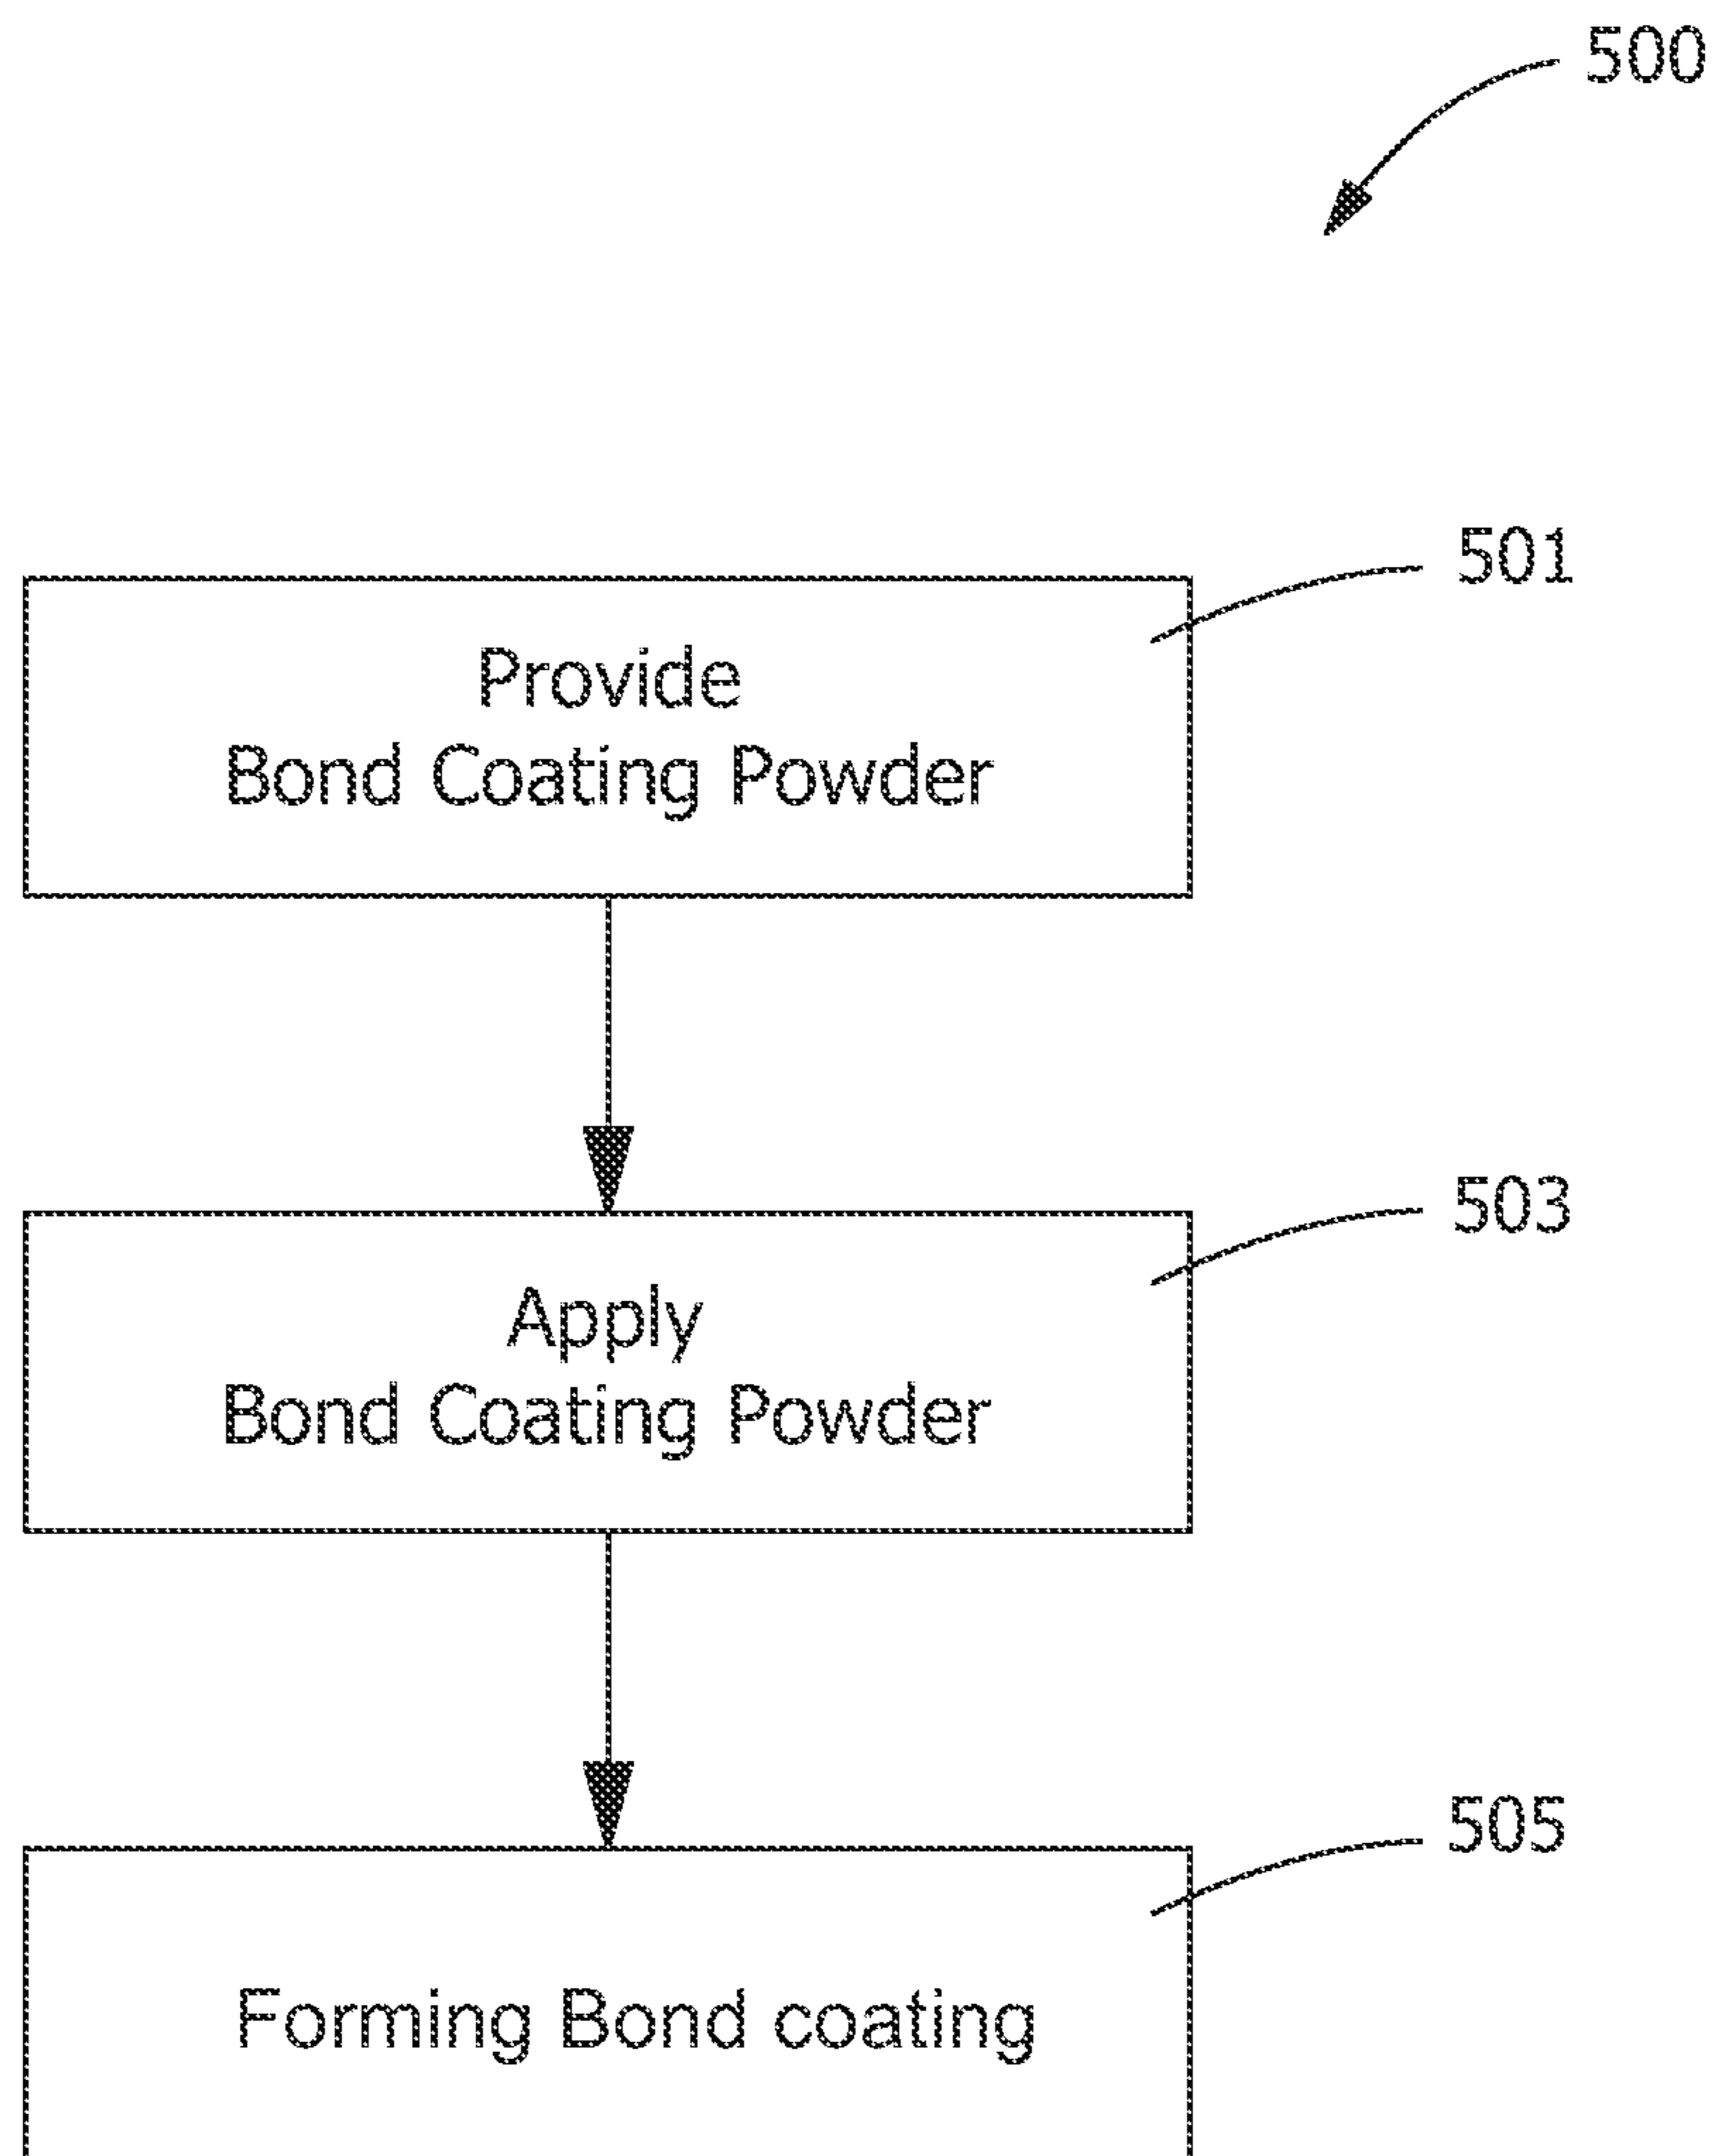 500
501
Provide
Bond Coating Powder
503
Apply
Bond Coating Powder
505
Forming Bond coating